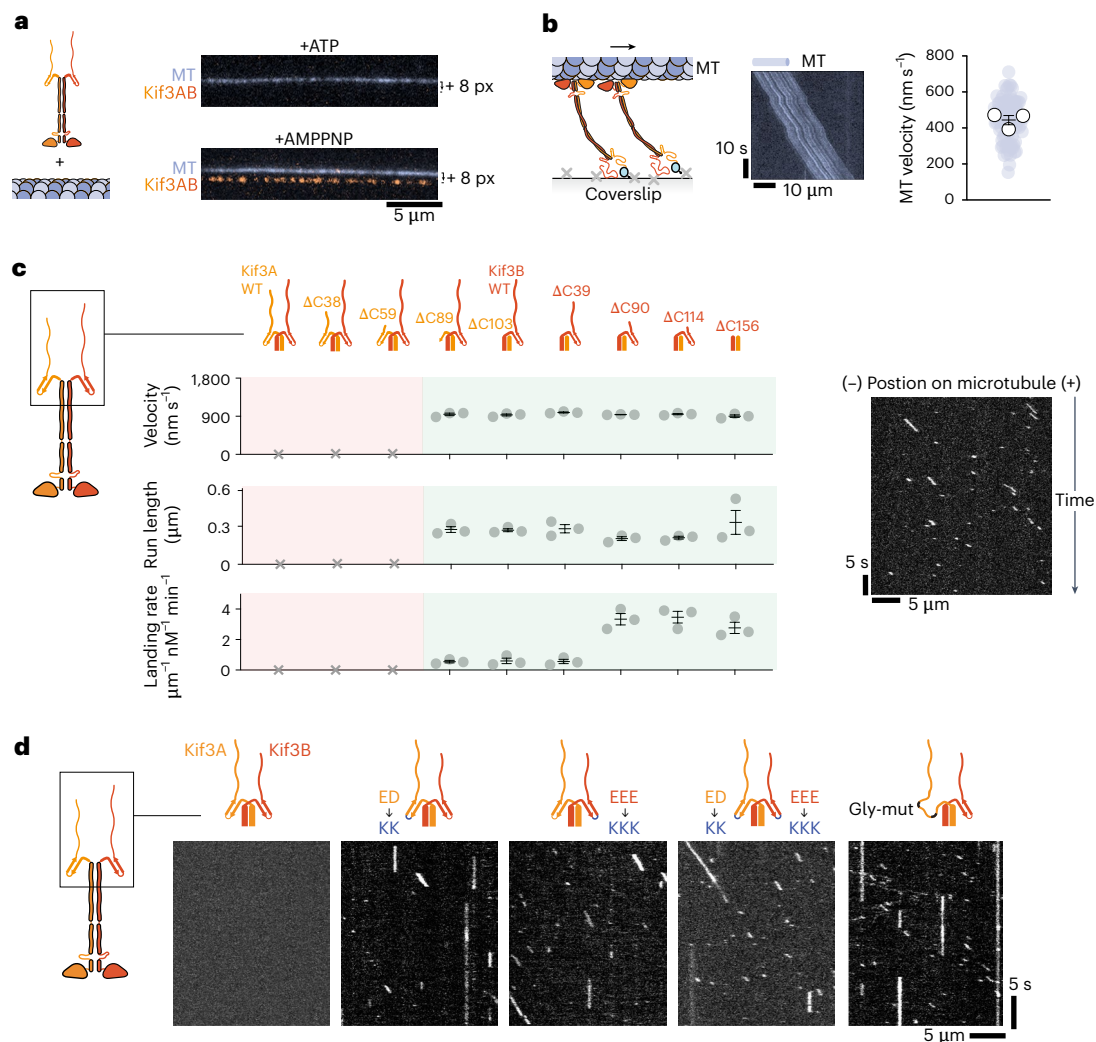 a
+ATP
MT
Kif3AB
+ 8 px
+
+AMPPNP
MT
Kif3AB
+ 8 px
5 μm
b
MT
Coverslip
MT
10 s
10 μm
MT velocity (nm s⁻¹)
800
600
400
200
0
c
Kif3A
WT
ΔC38
ΔC59
ΔC89
ΔC103
Kif3B
WT
ΔC39
ΔC90
ΔC114
ΔC156
Velocity
(nm s⁻¹)
1,800
900
0
Run length
(μm)
0.6
0.3
0
Landing rate
μm⁻¹ nM⁻¹ min⁻¹
4
2
0
(–) Postion on microtubule (+)
Time
5 s
5 μm
d
Kif3A
Kif3B
ED
KK
EEE
KKK
ED
KK
EEE
KKK
Gly-mut
5 s
5 μm